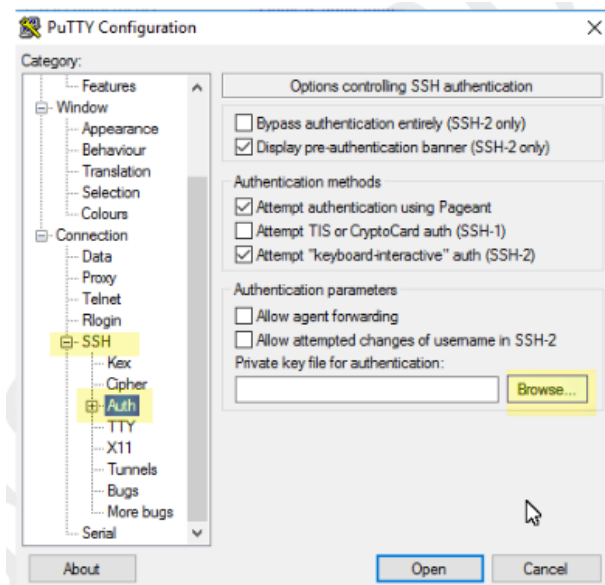 PuTTY Configuration
Category:
Features
Window
Appearance
Behaviour
Translation
Selection
Colours
Connection
Data
Proxy
Telnet
Rlogin
SSH
Kex
Cipher
Auth
TTY
X11
Tunnels
Bugs
More bugs
Serial
Options controlling SSH authentication
Bypass authentication entirely (SSH-2 only)
Display pre-authentication banner (SSH-2 only)
Authentication methods
Attempt authentication using Pageant
Attempt TIS or CryptoCard auth (SSH-1)
Attempt "keyboard-interactive" auth (SSH-2)
Authentication parameters
Allow agent forwarding
Allow attempted changes of username in SSH-2
Private key file for authentication:
Browse...
About
Open
Cancel